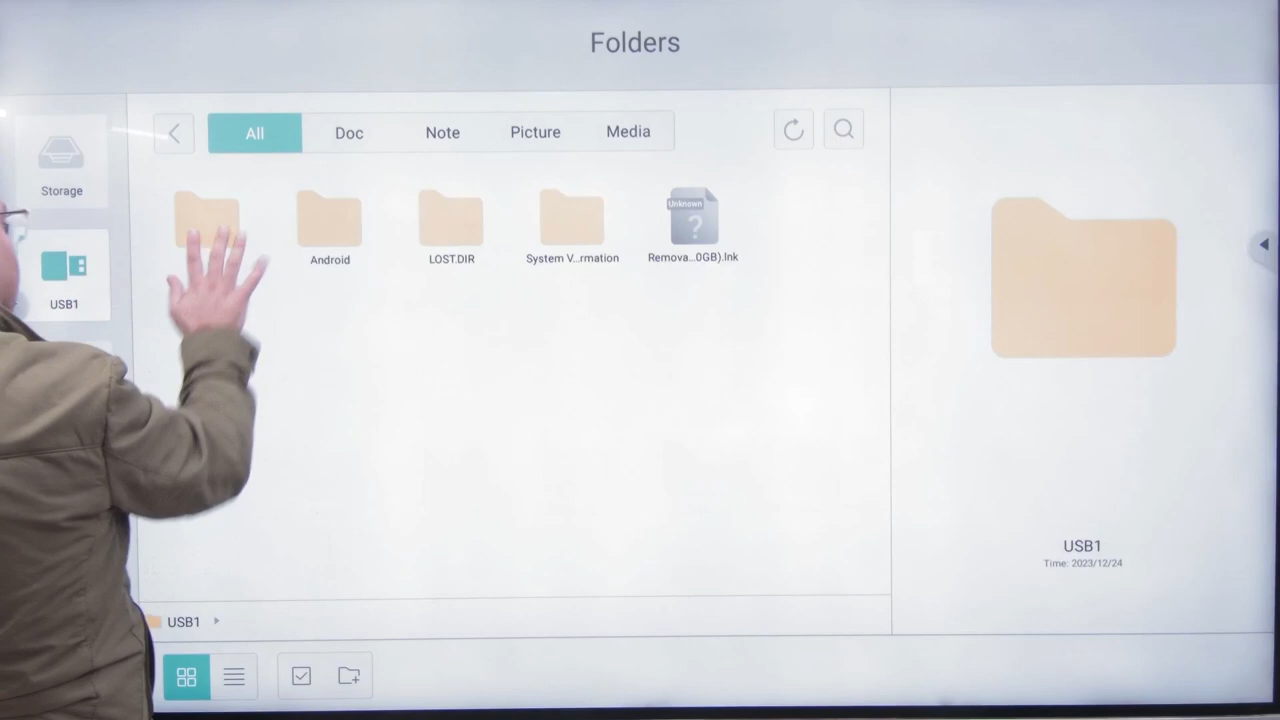 Folders
Storage
USB1
All Doc Note Picture Media
Android
LOST.DIR
System V...rmation
Unknown
?
Remova...0GB).lnk
USB1
Time: 2023/12/24
USB1